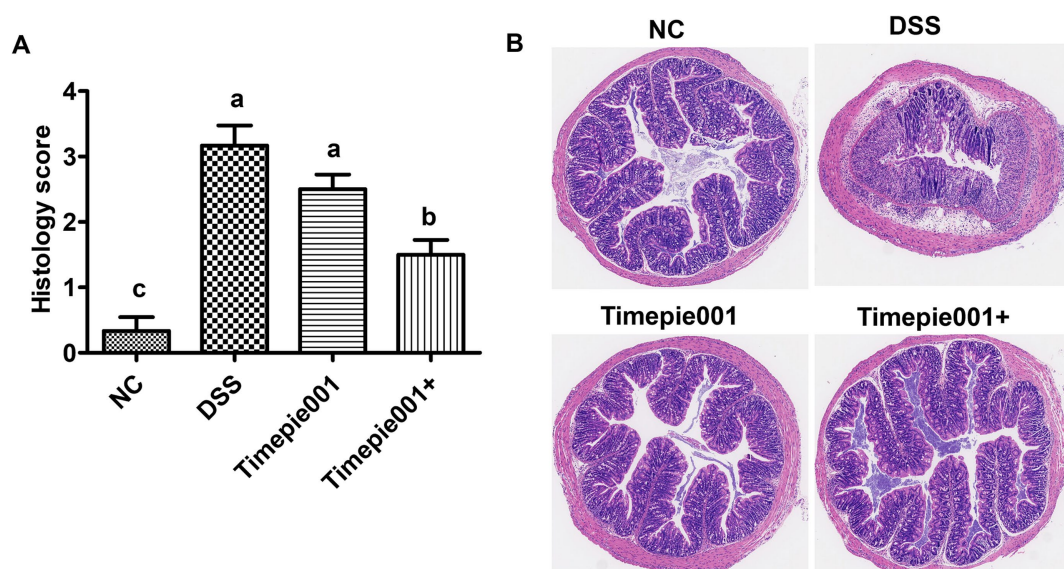 A
Histology score
4
3
2
1
0
c
a
a
b
NC
DSS
Timepie001
Timepie001+
B
NC
DSS
Timepie001
Timepie001+